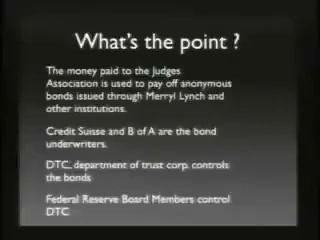 What's the point ?
The money paid to the Judges
Association is used to pay off anonymous
bonds issued through Merryl Lynch and
other institutions.
Credit Suisse and B of A are the bond
underwriters.
DTC, department of trust corp. controls
the bonds
Federal Reserve Board Members control
DTC